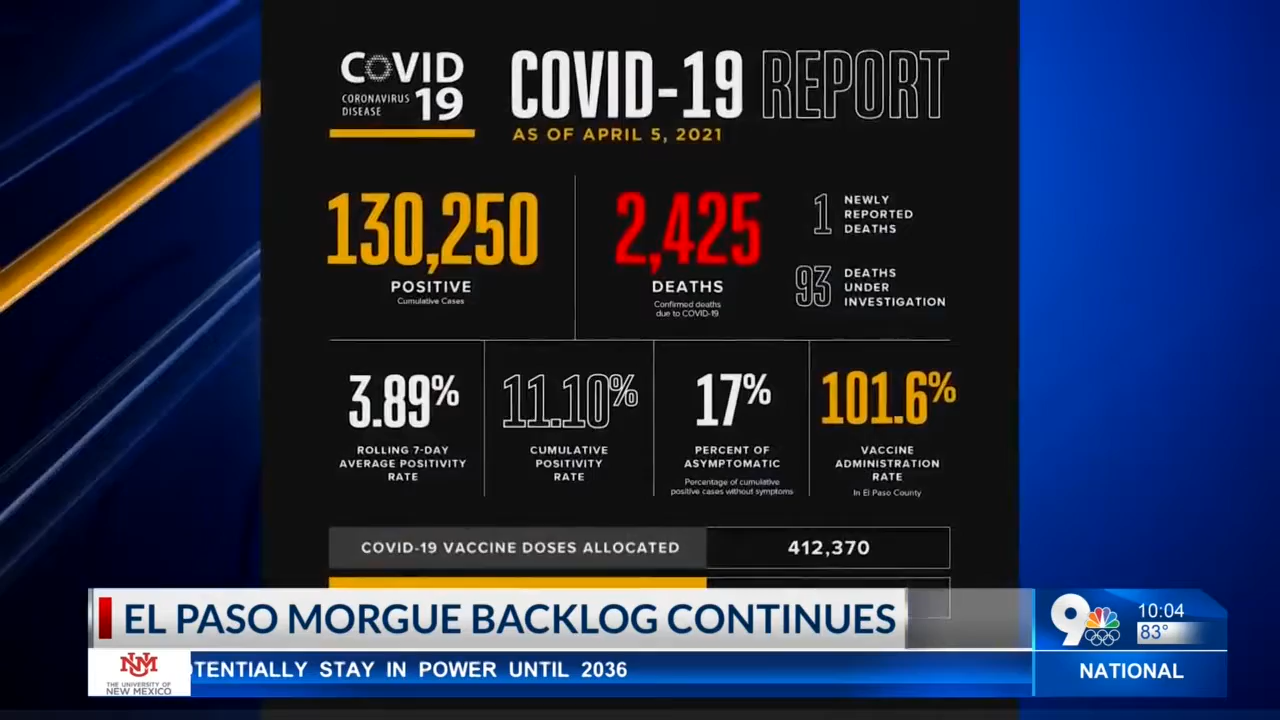 COVID
CORONAVIRUS
DISEASE
19
COVID-19 REPORT
AS OF APRIL 5, 2021
130,250
POSITIVE
Cumulative Cases
2,425
DEATHS
Confirmed deaths
due to COVID-19
1
NEWLY
REPORTED
DEATHS
93
DEATHS
UNDER
INVESTIGATION
3.89%
ROLLING 7-DAY
AVERAGE POSITIVITY
RATE
11.10%
CUMULATIVE
POSITIVITY
RATE
17%
PERCENT OF
ASYMPTOMATIC
Percentage of cumulative
positive cases without symptoms
101.6%
VACCINE
ADMINISTRATION
RATE
In El Paso County
COVID-19 VACCINE DOSES ALLOCATED
412,370
EL PASO MORGUE BACKLOG CONTINUES
9
10:04
83°
NM
THE UNIVERSITY OF
NEW MEXICO
OTENTIALLY STAY IN POWER UNTIL 2036
NATIONAL